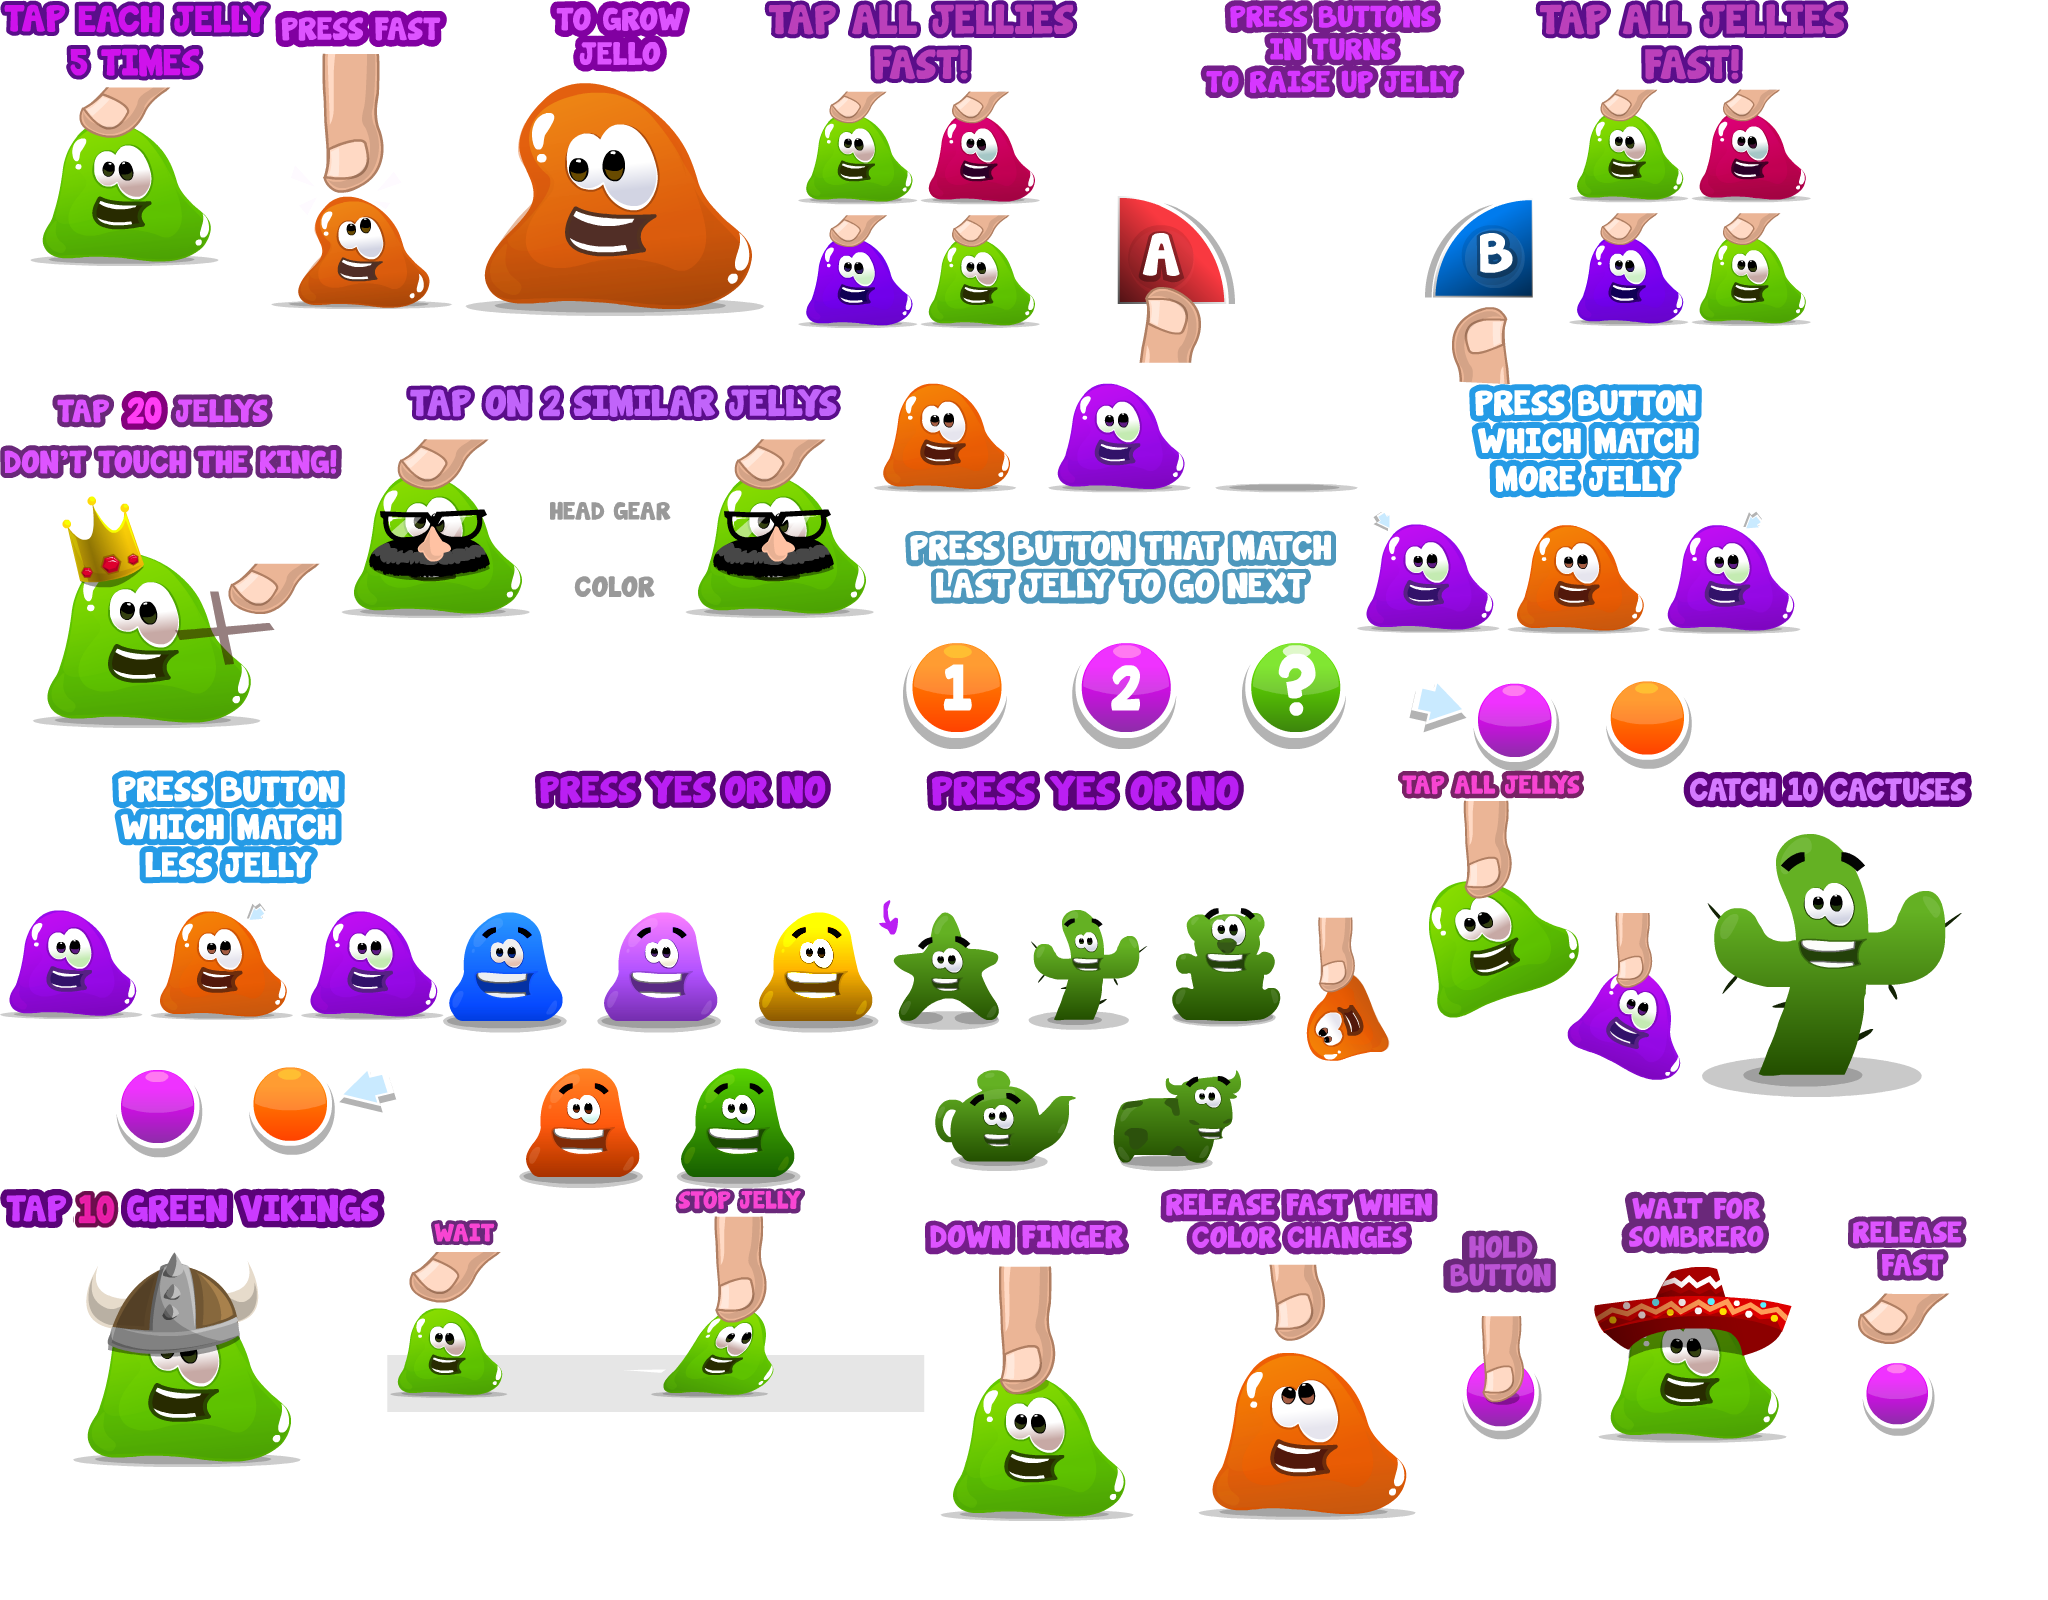 TAP EACH JELLY
5 TIMES
PRESS FAST
TO GROW
JELLO
TAP ALL JELLIES
FAST!
PRESS BUTTONS
IN TURNS
TO RAISE UP JELLY
A
B
TAP ALL JELLIES
FAST!
TAP 20 JELLYS
DON'T TOUCH THE KING!
TAP ON 2 SIMILAR JELLYS
HEAD GEAR
COLOR
PRESS BUTTON THAT MATCH
LAST JELLY TO GO NEXT
1
2
?
PRESS BUTTON
WHICH MATCH
MORE JELLY
PRESS BUTTON
WHICH MATCH
LESS JELLY
PRESS YES OR NO
PRESS YES OR NO
TAP ALL JELLYS
CATCH 10 CACTUSES
TAP 10 GREEN VIKINGS
WAIT
STOP JELLY
DOWN FINGER
RELEASE FAST WHEN
COLOR CHANGES
HOLD
BUTTON
WAIT FOR
SOMBRERO
RELEASE
FAST